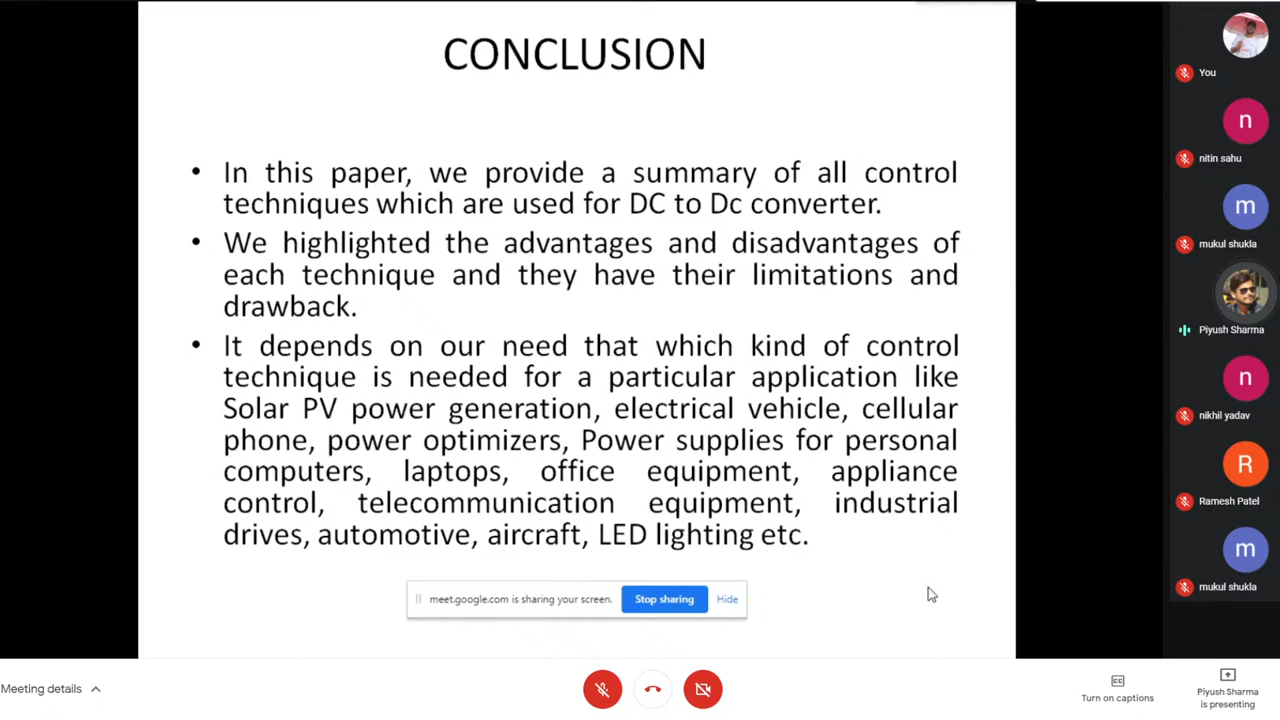 CONCLUSION
• In this paper, we provide a summary of all control
techniques which are used for DC to Dc converter.
• We highlighted the advantages and disadvantages of
each technique and they have their limitations and
drawback.
• It depends on our need that which kind of control
technique is needed for a particular application like
Solar PV power generation, electrical vehicle, cellular
phone, power optimizers, Power supplies for personal
computers, laptops, office equipment, appliance
control, telecommunication equipment, industrial
drives, automotive, aircraft, LED lighting etc.
meet.google.com is sharing your screen. Stop sharing Hide
You
n
nitin sahu
m
mukul shukla
Piyush Sharma
n
nikhil yadav
R
Ramesh Patel
m
mukul shukla
Meeting details
CC
Turn on captions
Piyush Sharma
is presenting